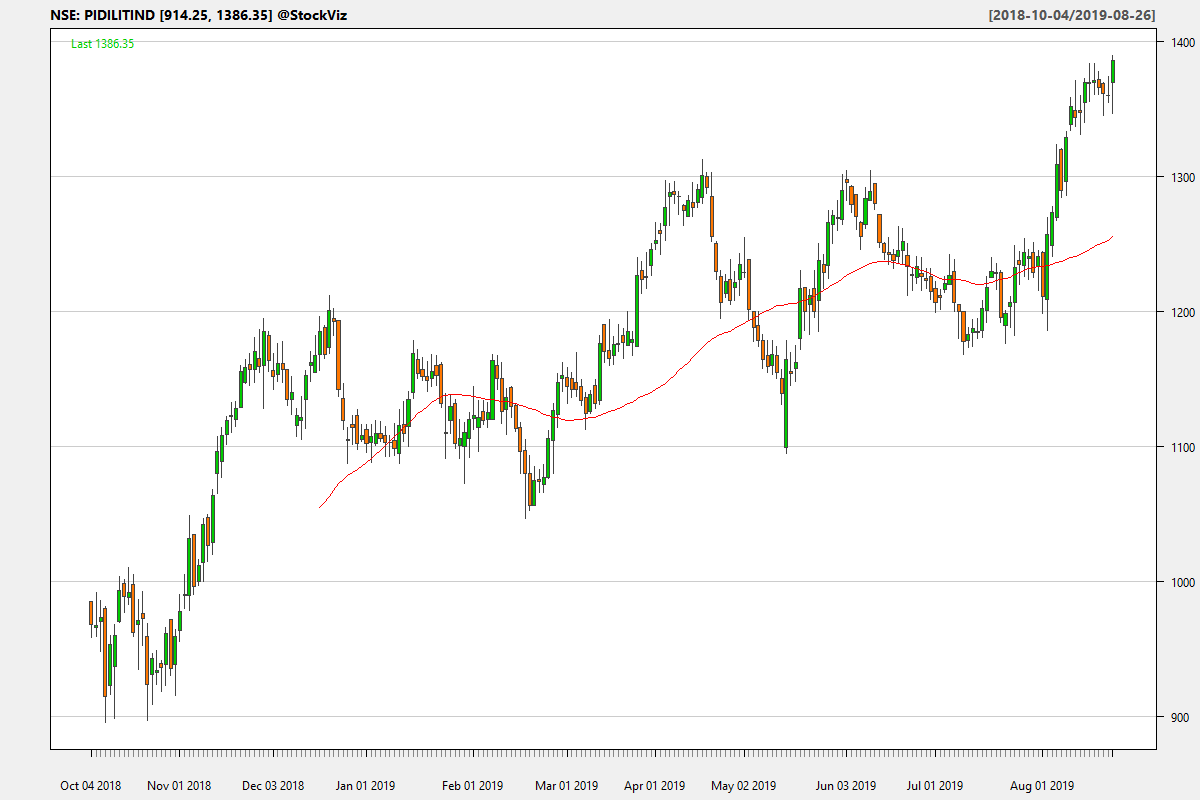 NSE: PIDILITIND [914.25, 1386.35] @StockViz
[2018-10-04/2019-08-26]
Last 1386.35
1400
1300
1200
1100
1000
900
Oct 04 2018 Nov 01 2018 Dec 03 2018 Jan 01 2019 Feb 01 2019 Mar 01 2019 Apr 01 2019 May 02 2019 Jun 03 2019 Jul 01 2019 Aug 01 2019